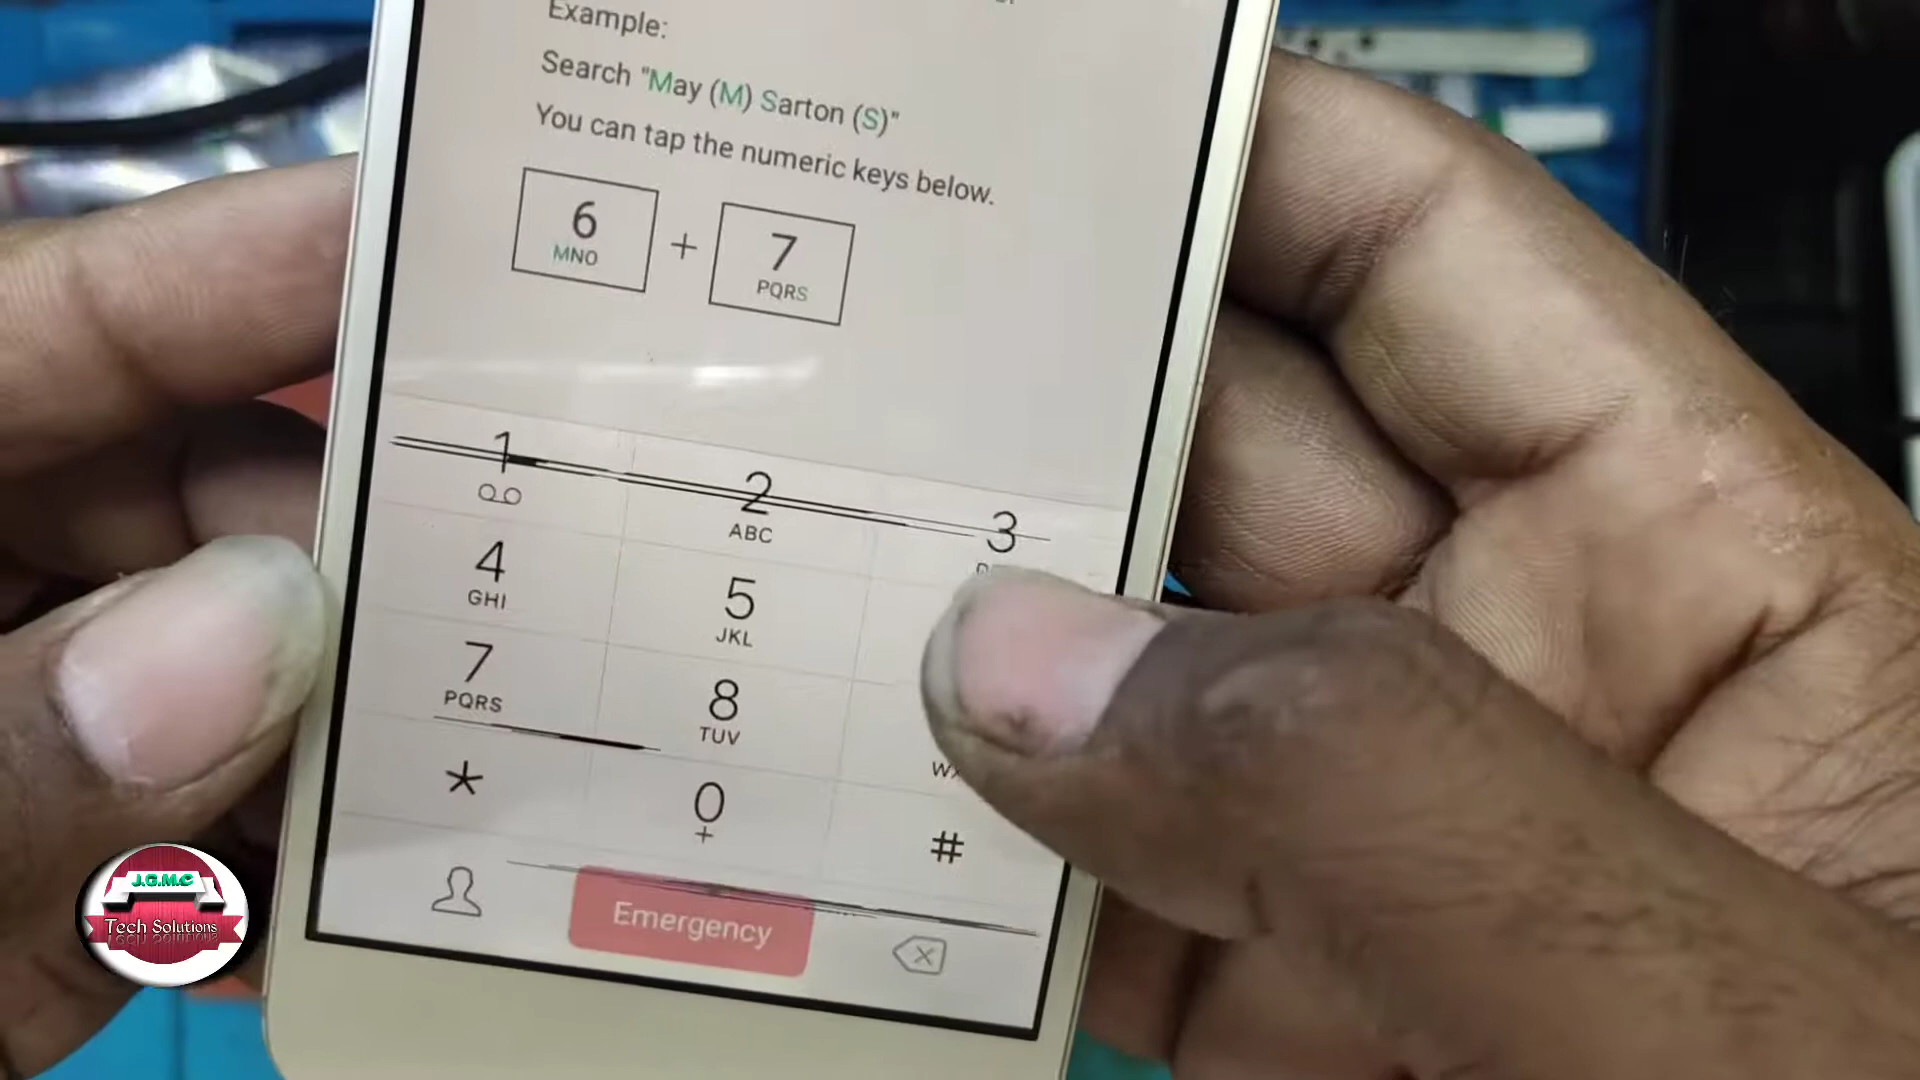 Example:
Search "May (M) Sarton (S)"
You can tap the numeric keys below.
6 + 7
MNO PQRS
1 2 3
ABC
4 5
GHI JKL
7 8
PQRS TUV
* 0 #
+
Emergency
J.G.M.C
Tech Solutions